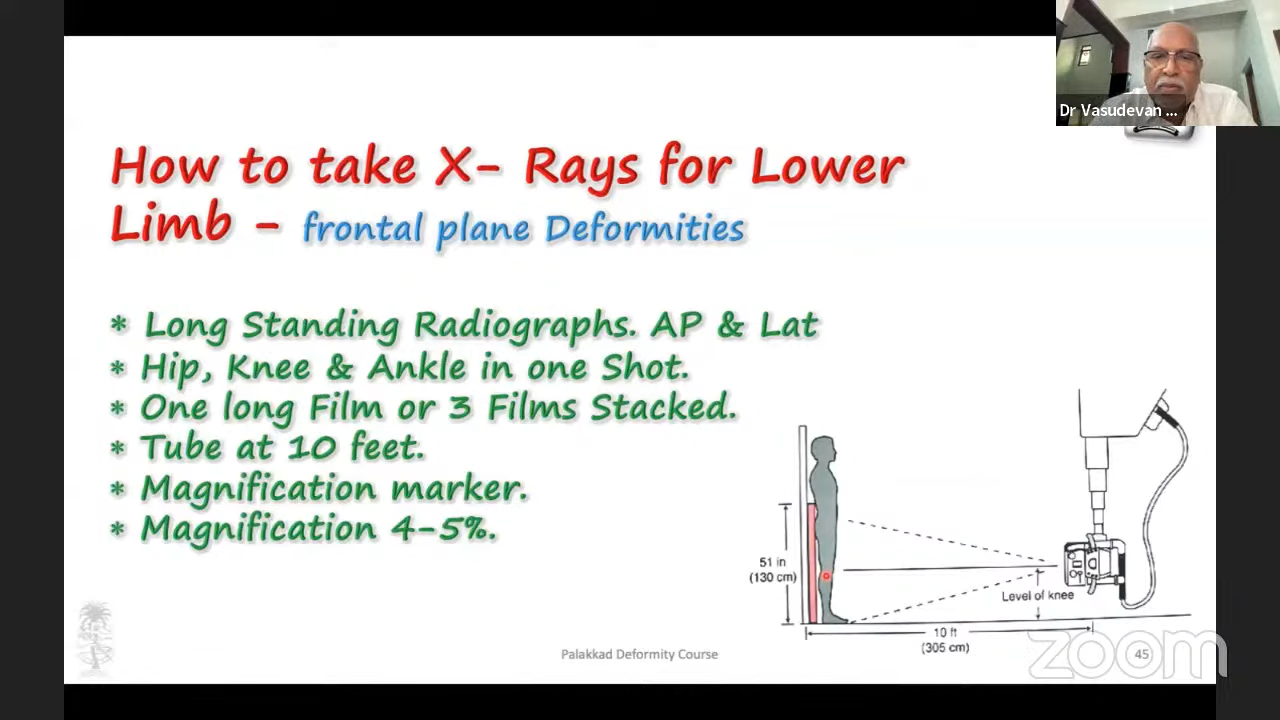 Dr Vasudevan ...
How to take X- Rays for Lower
Limb - frontal plane Deformities
* Long Standing Radiographs. AP & Lat
* Hip, Knee & Ankle in one Shot.
* One long Film or 3 Films Stacked.
* Tube at 10 feet.
* Magnification marker.
* Magnification 4-5%.
51 in
(130 cm)
Level of knee
10 ft
(305 cm)
Palakkad Deformity Course
45
zoom